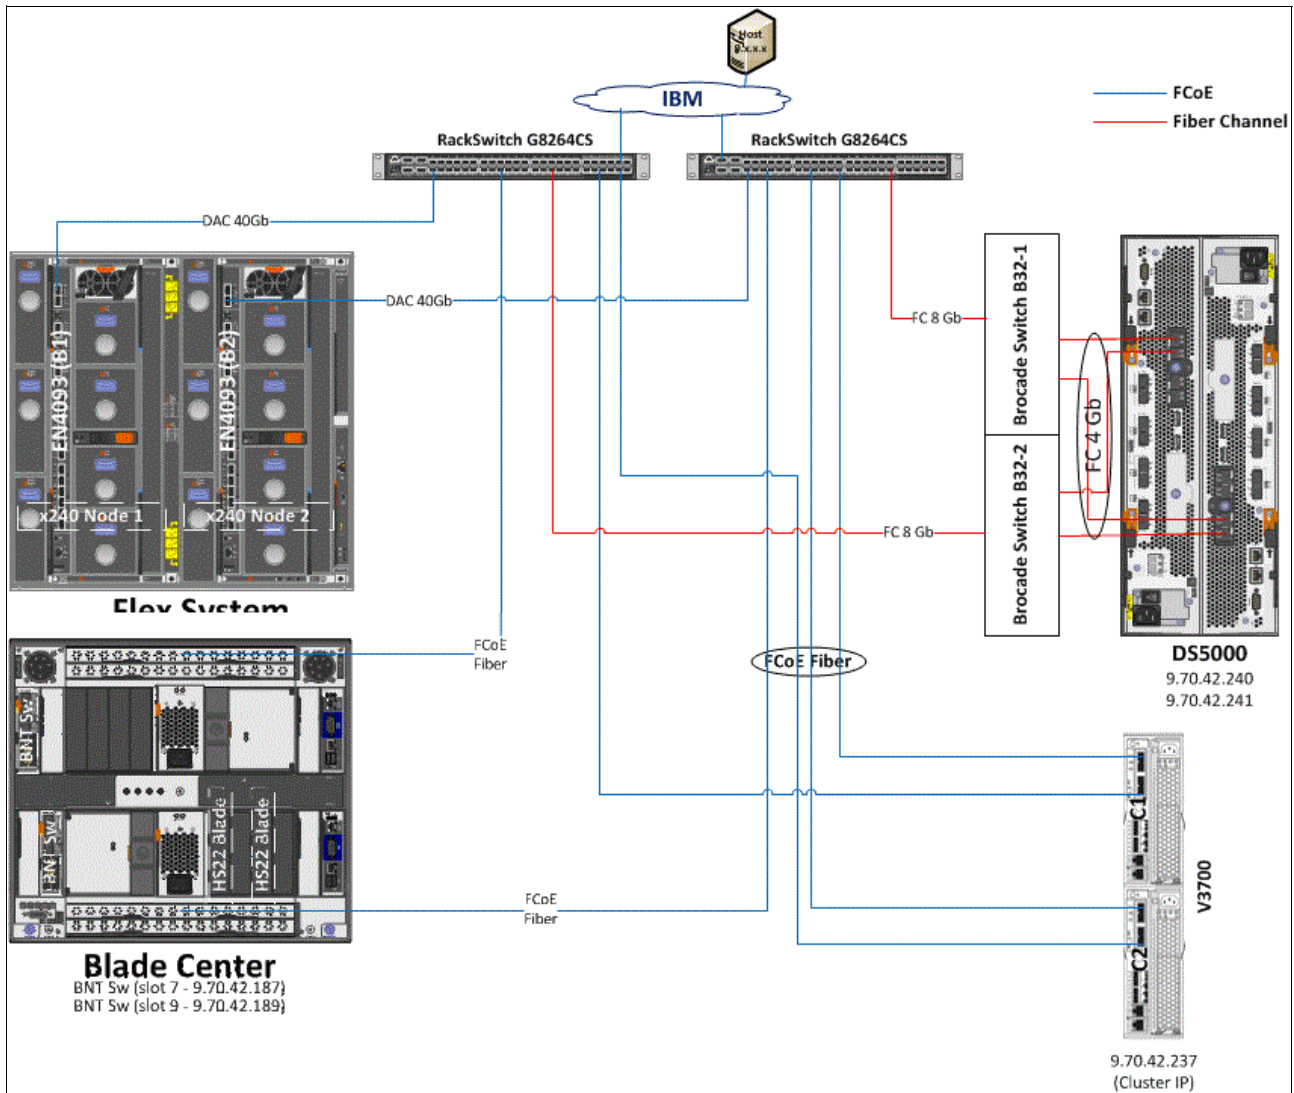 Host
9.x.x.x
IBM
FCoE
Fiber Channel
RackSwitch G8264CS
RackSwitch G8264CS
DAC 40Gb
DAC 40Gb
FC 8 Gb
Brocade Switch B32-1
Brocade Switch B32-2
FC 4 Gb
EN4093 (B1)
EN4093 (B2)
x240 Node 1
x240 Node 2
FC 8 Gb
Flex System
FCoE
Fiber
FCoE Fiber
DS5000
9.70.42.240
9.70.42.241
BNT Sw
BNT Sw
HS22 Blade
HS22 Blade
C1
C2
V3700
FCoE
Fiber
Blade Center
BNT Sw (slot 7 - 9.70.42.187)
BNT Sw (slot 9 - 9.70.42.189)
9.70.42.237
(Cluster IP)